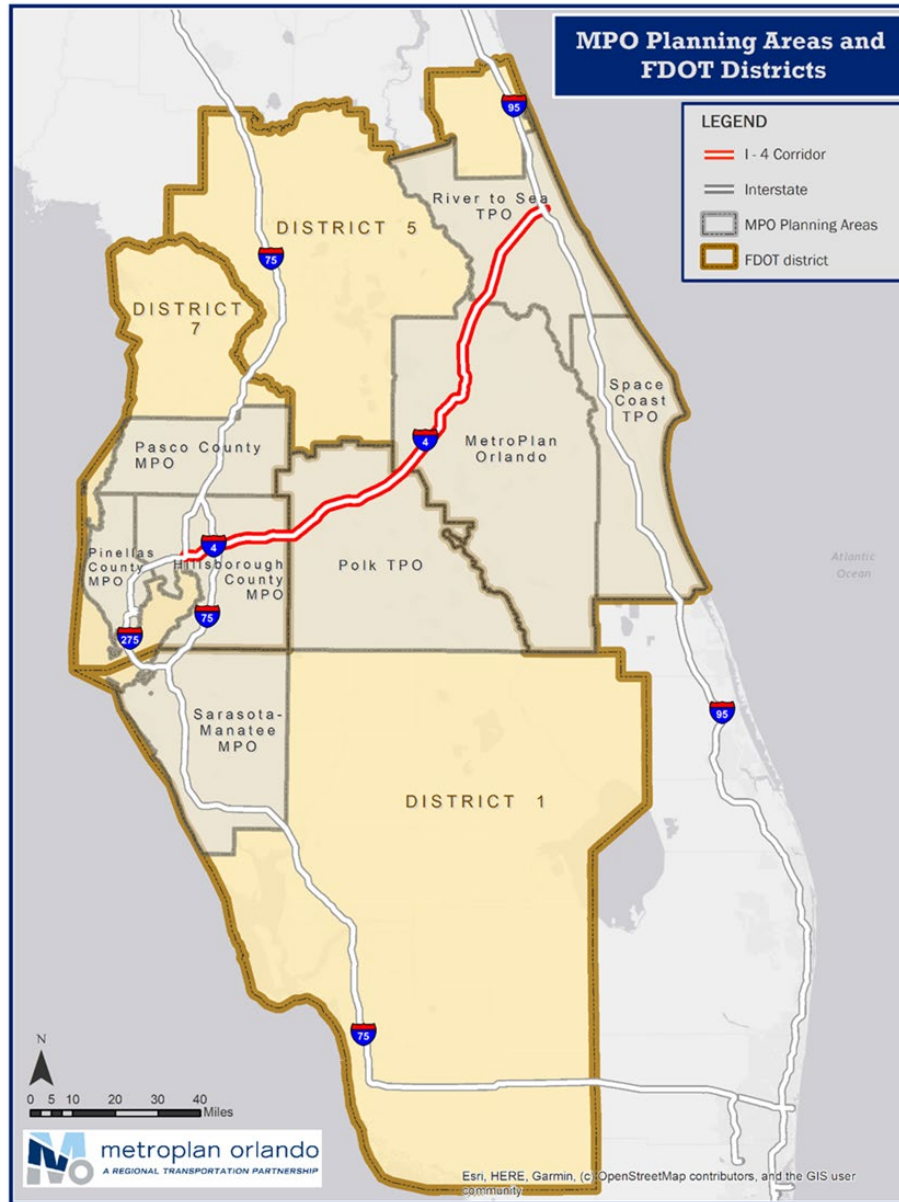 MPO Planning Areas and
FDOT Districts
LEGEND
I - 4 Corridor
Interstate
MPO Planning Areas
FDOT district
95
River to Sea
TPO
DISTRICT 5
75
DISTRICT
7
Space
Coast
TPO
4
MetroPlan
Orlando
Pasco County
MPO
4
Pinellas
County
MPO
Hillsborough
County
MPO
Polk TPO
Atlantic
Ocean
75
275
Sarasota-
Manatee
MPO
95
DISTRICT 1
75
N
0 5 10 20 30 40
Miles
MMO
metroplan orlando
A REGIONAL TRANSPORTATION PARTNERSHIP
Esri, HERE, Garmin, (c) OpenStreetMap contributors, and the GIS user
community